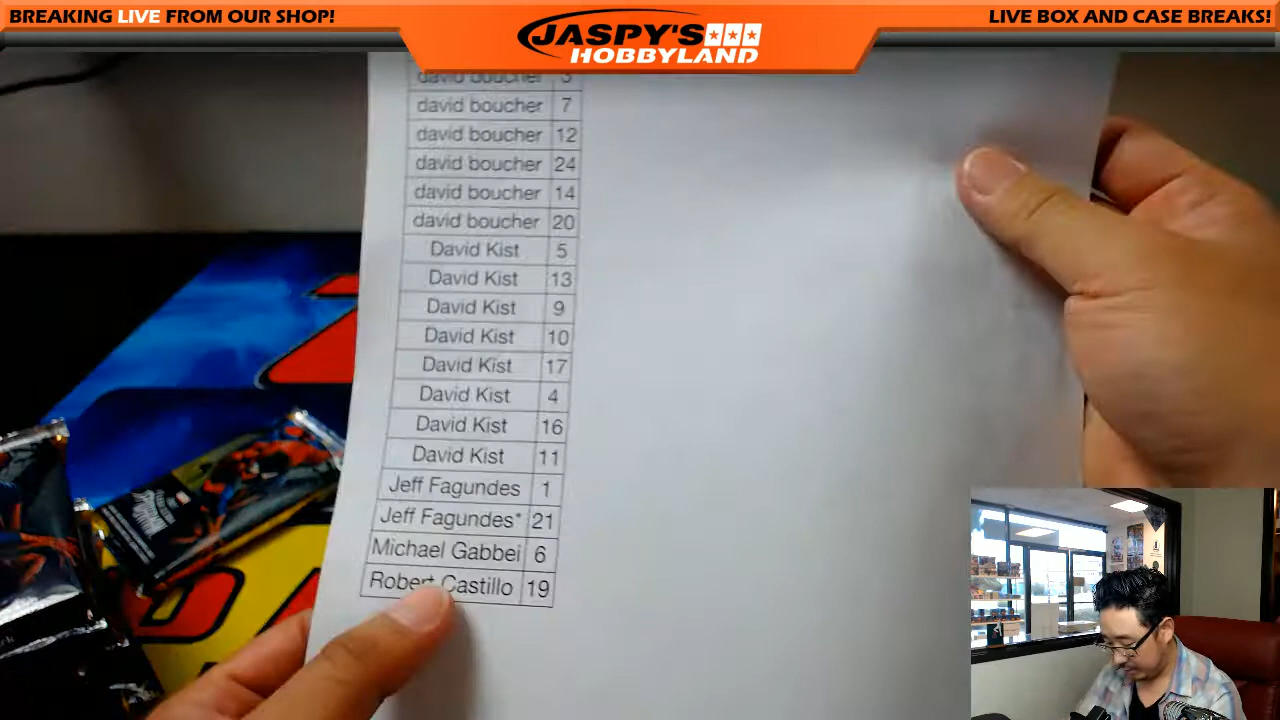 BREAKING LIVE FROM OUR SHOP!
JASPY'S
HOBBYLAND
LIVE BOX AND CASE BREAKS!
david boucher 3
david boucher 7
david boucher 12
david boucher 24
david boucher 14
david boucher 20
David Kist 5
David Kist 13
David Kist 9
David Kist 10
David Kist 17
David Kist 4
David Kist 16
David Kist 11
Jeff Fagundes 1
Jeff Fagundes* 21
Michael Gabbei 6
Robert Castillo 19